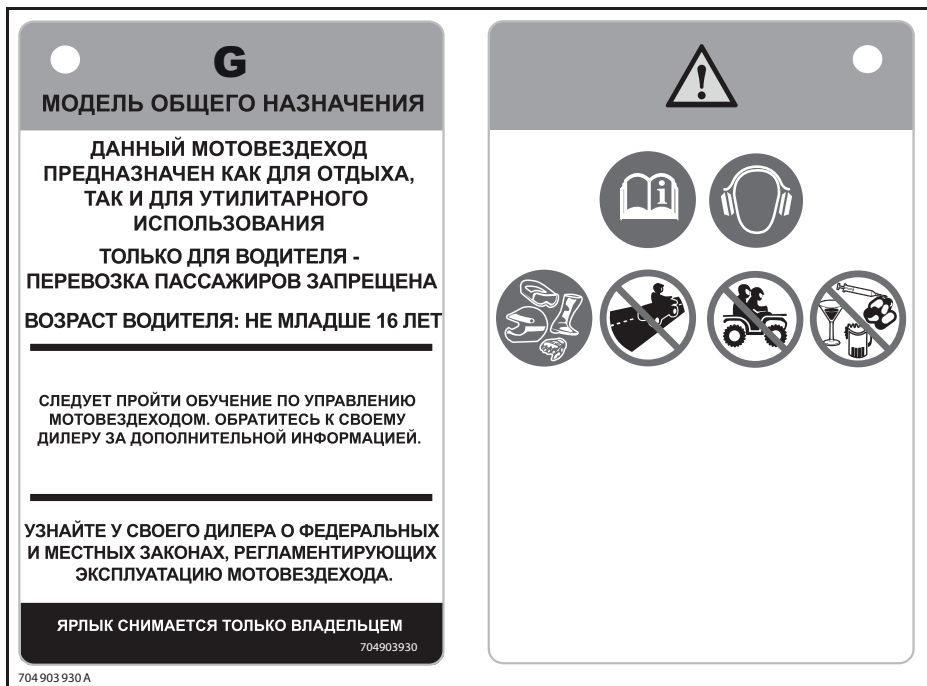 G
МОДЕЛЬ ОБЩЕГО НАЗНАЧЕНИЯ
ДАННЫЙ МОТОВЕЗДЕХОД
ПРЕДНАЗНАЧЕН КАК ДЛЯ ОТДЫХА,
ТАК И ДЛЯ УТИЛИТАРНОГО
ИСПОЛЬЗОВАНИЯ
ТОЛЬКО ДЛЯ ВОДИТЕЛЯ -
ПЕРЕВОЗКА ПАССАЖИРОВ ЗАПРЕЩЕНА
ВОЗРАСТ ВОДИТЕЛЯ: НЕ МЛАДШЕ 16 ЛЕТ
СЛЕДУЕТ ПРОЙТИ ОБУЧЕНИЕ ПО УПРАВЛЕНИЮ
МОТОВЕЗДЕХОДОМ. ОБРАТИТЕСЬ К СВОЕМУ
ДИЛЕРУ ЗА ДОПОЛНИТЕЛЬНОЙ ИНФОРМАЦИЕЙ.
УЗНАЙТЕ У СВОЕГО ДИЛЕРА О ФЕДЕРАЛЬНЫХ
И МЕСТНЫХ ЗАКОНАХ, РЕГЛАМЕНТИРУЮЩИХ
ЭКСПЛУАТАЦИЮ МОТОВЕЗДЕХОДА.
ЯРЛЫК СНИМАЕТСЯ ТОЛЬКО ВЛАДЕЛЬЦЕМ
704903930
704 903 930 A